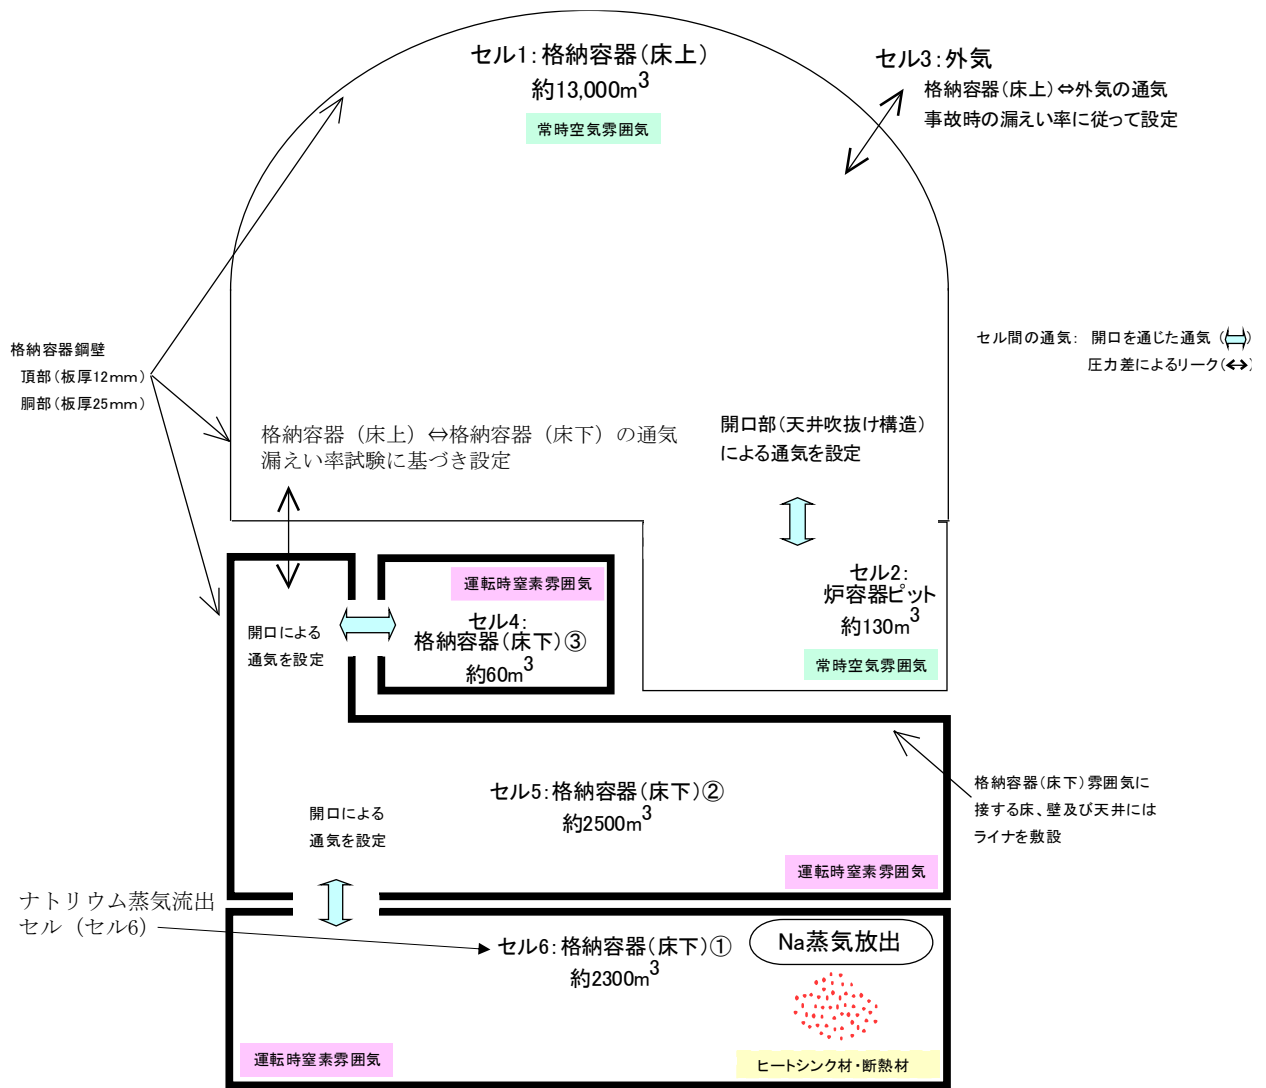 セル1:格納容器(床上)
約13,000m3
常時空気雰囲気
セル3:外気
格納容器(床上)⇔外気の通気
事故時の漏えい率に従って設定
格納容器鋼壁
頂部(板厚12mm)
胴部(板厚25mm)
セル間の通気: 開口を通じた通気(⇔)
圧力差によるリーク(↔)
格納容器(床上)⇔格納容器(床下)の通気
漏えい率試験に基づき設定
開口部(天井吹抜け構造)
による通気を設定
セル2:
炉容器ピット
約130m3
常時空気雰囲気
運転時窒素雰囲気
セル4:
格納容器(床下)③
約60m3
開口による
通気を設定
格納容器(床下)雰囲気に
接する床、壁及び天井には
ライナを敷設
セル5:格納容器(床下)②
約2500m3
開口による
通気を設定
運転時窒素雰囲気
ナトリウム蒸気流出
セル(セル6)
セル6:格納容器(床下)①
約2300m3
Na蒸気放出
運転時窒素雰囲気
ヒートシンク材・断熱材